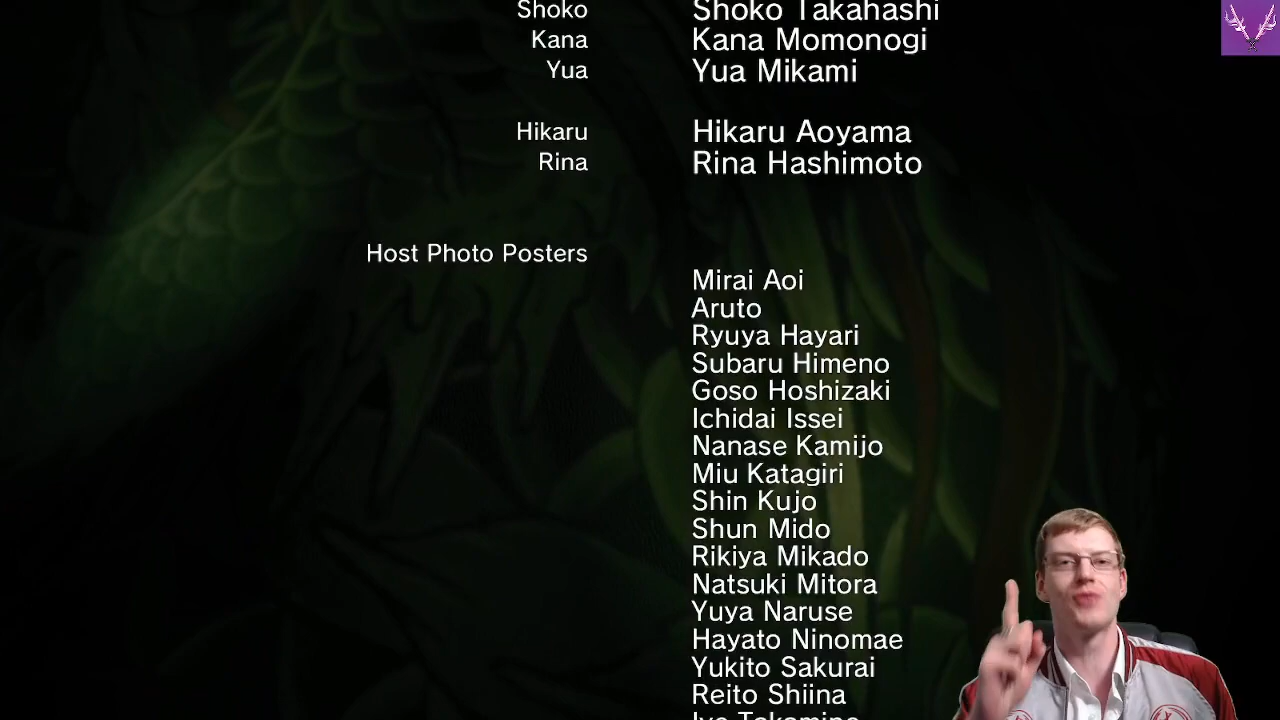 Shoko Shoko Takahashi
Kana Kana Momonogi
Yua Yua Mikami
Hikaru Hikaru Aoyama
Rina Rina Hashimoto
Host Photo Posters
Mirai Aoi
Aruto
Ryuya Hayari
Subaru Himeno
Goso Hoshizaki
Ichidai Issei
Nanase Kamijo
Miu Katagiri
Shin Kujo
Shun Mido
Rikiya Mikado
Natsuki Mitora
Yuya Naruse
Hayato Ninomae
Yukito Sakurai
Reito Shiina